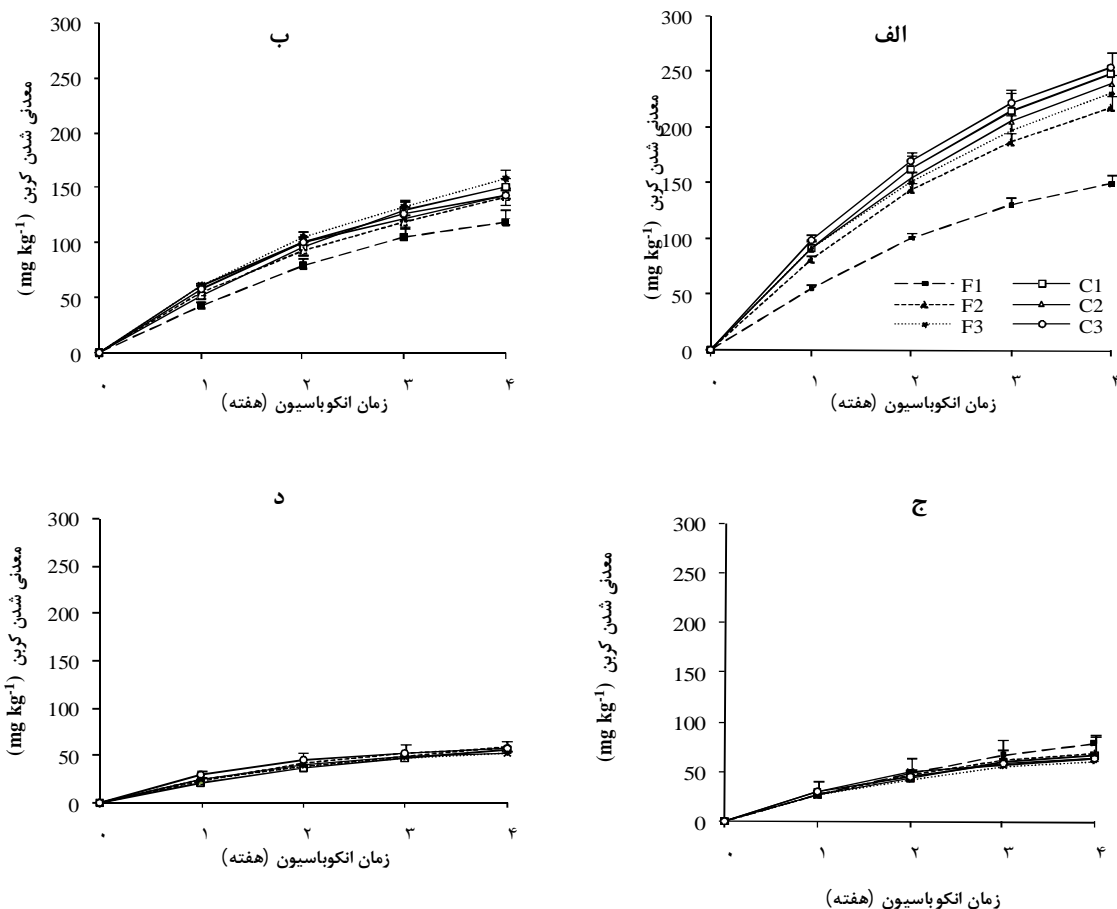 الف
معدنی شدن کربن (mg kg-1)
300
250
200
150
100
50
0
F1
C1
F2
C2
F3
C3
۰ ۱ ۲ ۳ ۴
زمان انکوباسیون (هفته)
ب
معدنی شدن کربن (mg kg-1)
300
250
200
150
100
50
0
۰ ۱ ۲ ۳ ۴
زمان انکوباسیون (هفته)
ج
معدنی شدن کربن (mg kg-1)
300
250
200
150
100
50
0
۰ ۱ ۲ ۳ ۴
زمان انکوباسیون (هفته)
د
معدنی شدن کربن (mg kg-1)
300
250
200
150
100
50
0
۰ ۱ ۲ ۳ ۴
زمان انکوباسیون (هفته)